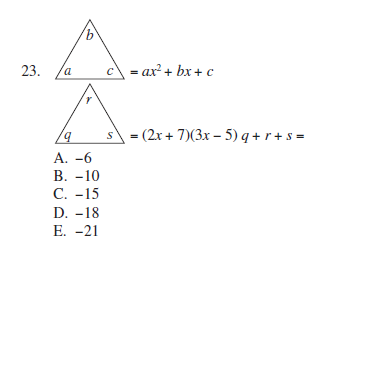 b
23. a c = ax² + bx + c
r
q s = (2x + 7)(3x – 5) q + r + s =
A. –6
B. –10
C. –15
D. –18
E. –21